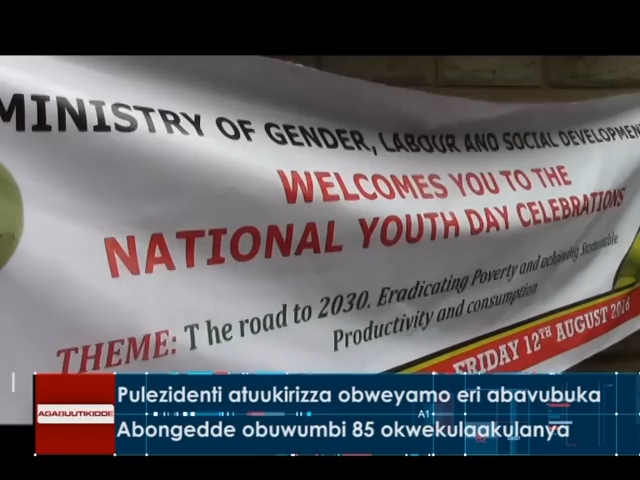 MINISTRY OF GENDER, LABOUR AND SOCIAL DEVELOPMENT
WELCOMES YOU TO THE
NATIONAL YOUTH DAY CELEBRATIONS
THEME: The road to 2030. Eradicating Poverty and achieving Sustainable
Productivity and consumption
FRIDAY 12TH AUGUST 2016
AGABUUTIKIDDE
Pulezidenti atuukirizza obweyamo eri abavubuka
A1
Abongedde obuwumbi 85 okwekulaakulanya